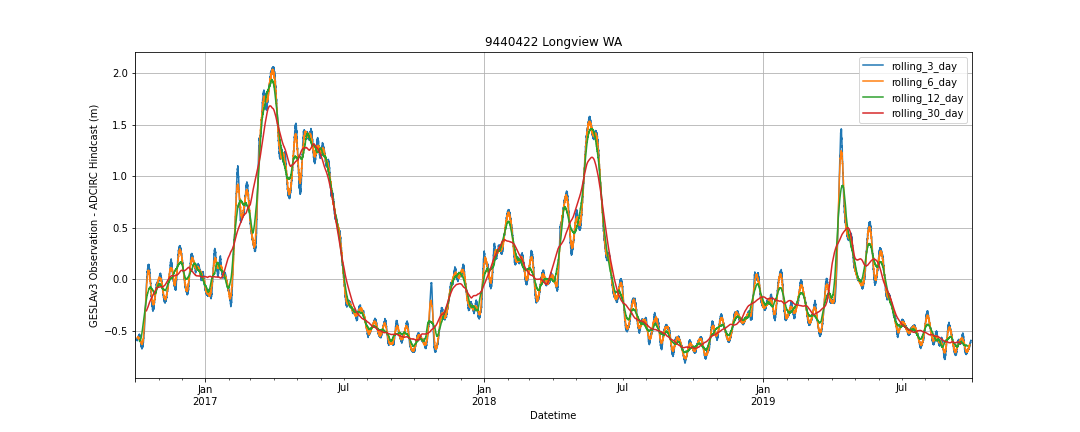 9440422 Longview WA
rolling_3_day
rolling_6_day
rolling_12_day
rolling_30_day
GESLAv3 Observation - ADCIRC Hindcast (m)
2.0
1.5
1.0
0.5
0.0
−0.5
Jan
2017
Jul
Jan
2018
Jul
Jan
2019
Jul
Datetime